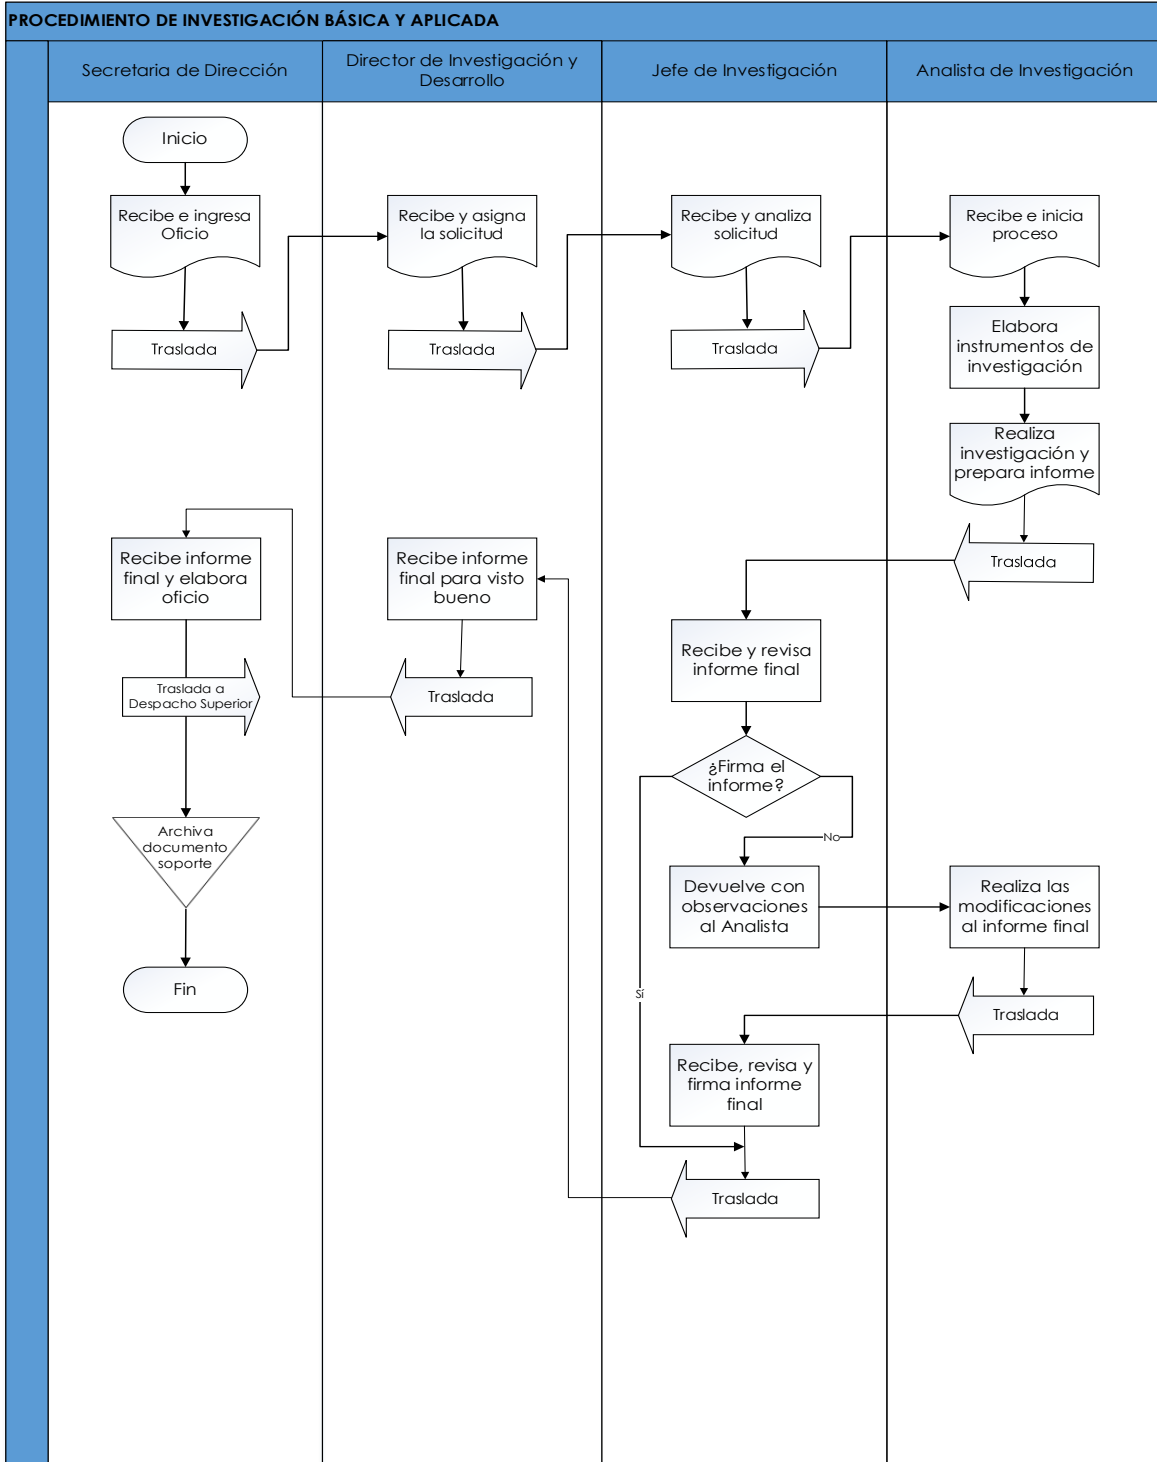 PROCEDIMIENTO DE INVESTIGACIÓN BÁSICA Y APLICADA
Secretaria de Dirección
Director de Investigación y
Desarrollo
Jefe de Investigación
Analista de Investigación
Inicio
Recibe e ingresa
Oficio
Recibe y asigna
la solicitud
Recibe y analiza
solicitud
Recibe e inicia
proceso
Traslada
Traslada
Traslada
Elabora
instrumentos de
investigación
Realiza
investigación y
prepara informe
Traslada
Recibe informe
final y elabora
oficio
Recibe informe
final para visto
bueno
Recibe y revisa
informe final
Traslada a
Despacho Superior
Traslada
¿Firma el
informe?
No
Archiva
documento
soporte
Devuelve con
observaciones
al Analista
Realiza las
modificaciones
al informe final
Fin
Sí
Traslada
Recibe, revisa y
firma informe
final
Traslada